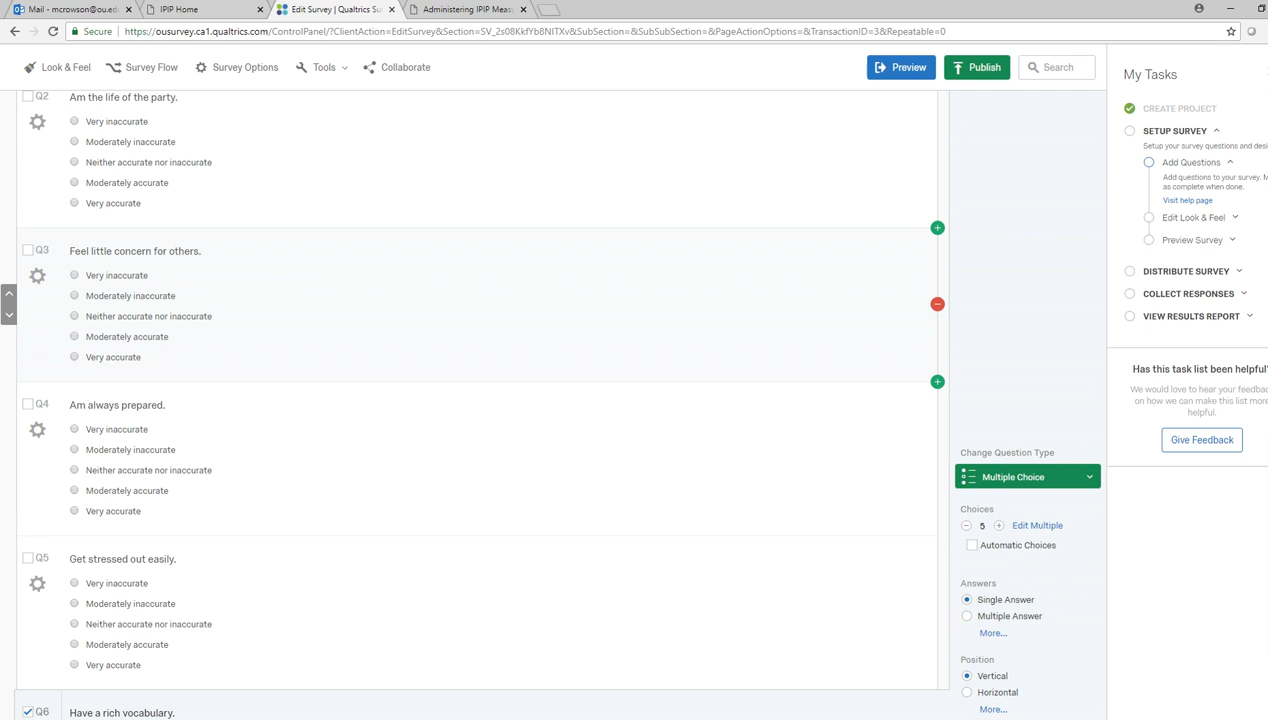 Mail - mcrowson@ou.ed
IPIP Home
Edit Survey | Qualtrics Su
Administering IPIP Meas
Secure
https://ousurvey.ca1.qualtrics.com/ControlPanel/?ClientAction=EditSurvey&Section=SV_2s08KkfYb8NITXv&SubSection=&SubSubSection=&PageActionOptions=&TransactionID=3&Repeatable=0
Look & Feel
Survey Flow
Survey Options
Tools
Collaborate
Preview
Publish
Search
Q2
Am the life of the party.
Very inaccurate
Moderately inaccurate
Neither accurate nor inaccurate
Moderately accurate
Very accurate
Q3
Feel little concern for others.
Very inaccurate
Moderately inaccurate
Neither accurate nor inaccurate
Moderately accurate
Very accurate
Q4
Am always prepared.
Very inaccurate
Moderately inaccurate
Neither accurate nor inaccurate
Moderately accurate
Very accurate
Q5
Get stressed out easily.
Very inaccurate
Moderately inaccurate
Neither accurate nor inaccurate
Moderately accurate
Very accurate
Q6
Have a rich vocabulary.
Change Question Type
Multiple Choice
Choices
5
Edit Multiple
Automatic Choices
Answers
Single Answer
Multiple Answer
More...
Position
Vertical
Horizontal
More...
My Tasks
CREATE PROJECT
SETUP SURVEY
Setup your survey questions and desi
Add Questions
Add questions to your survey. M
as complete when done.
Visit help page
Edit Look & Feel
Preview Survey
DISTRIBUTE SURVEY
COLLECT RESPONSES
VIEW RESULTS REPORT
Has this task list been helpful?
We would love to hear your feedbac
on how we can make this list more
helpful.
Give Feedback